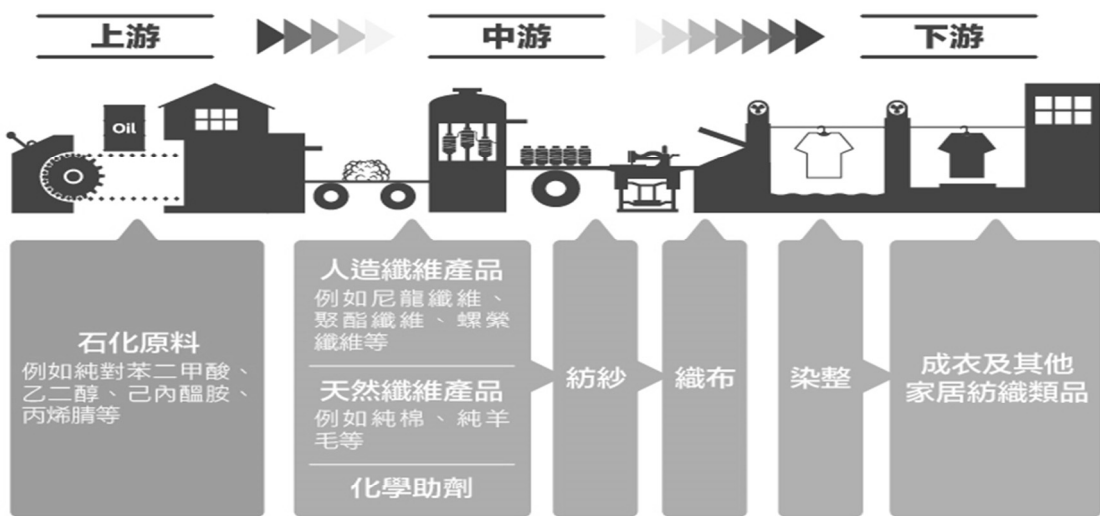 上游
中游
下游
Oil
石化原料
例如純對苯二甲酸、
乙二醇、己內醯胺、
丙烯腈等
人造纖維產品
例如尼龍纖維、
聚酯纖維、螺縈
纖維等
天然纖維產品
例如純棉、純羊
毛等
化學助劑
紡紗
織布
染整
成衣及其他
家居紡織類品